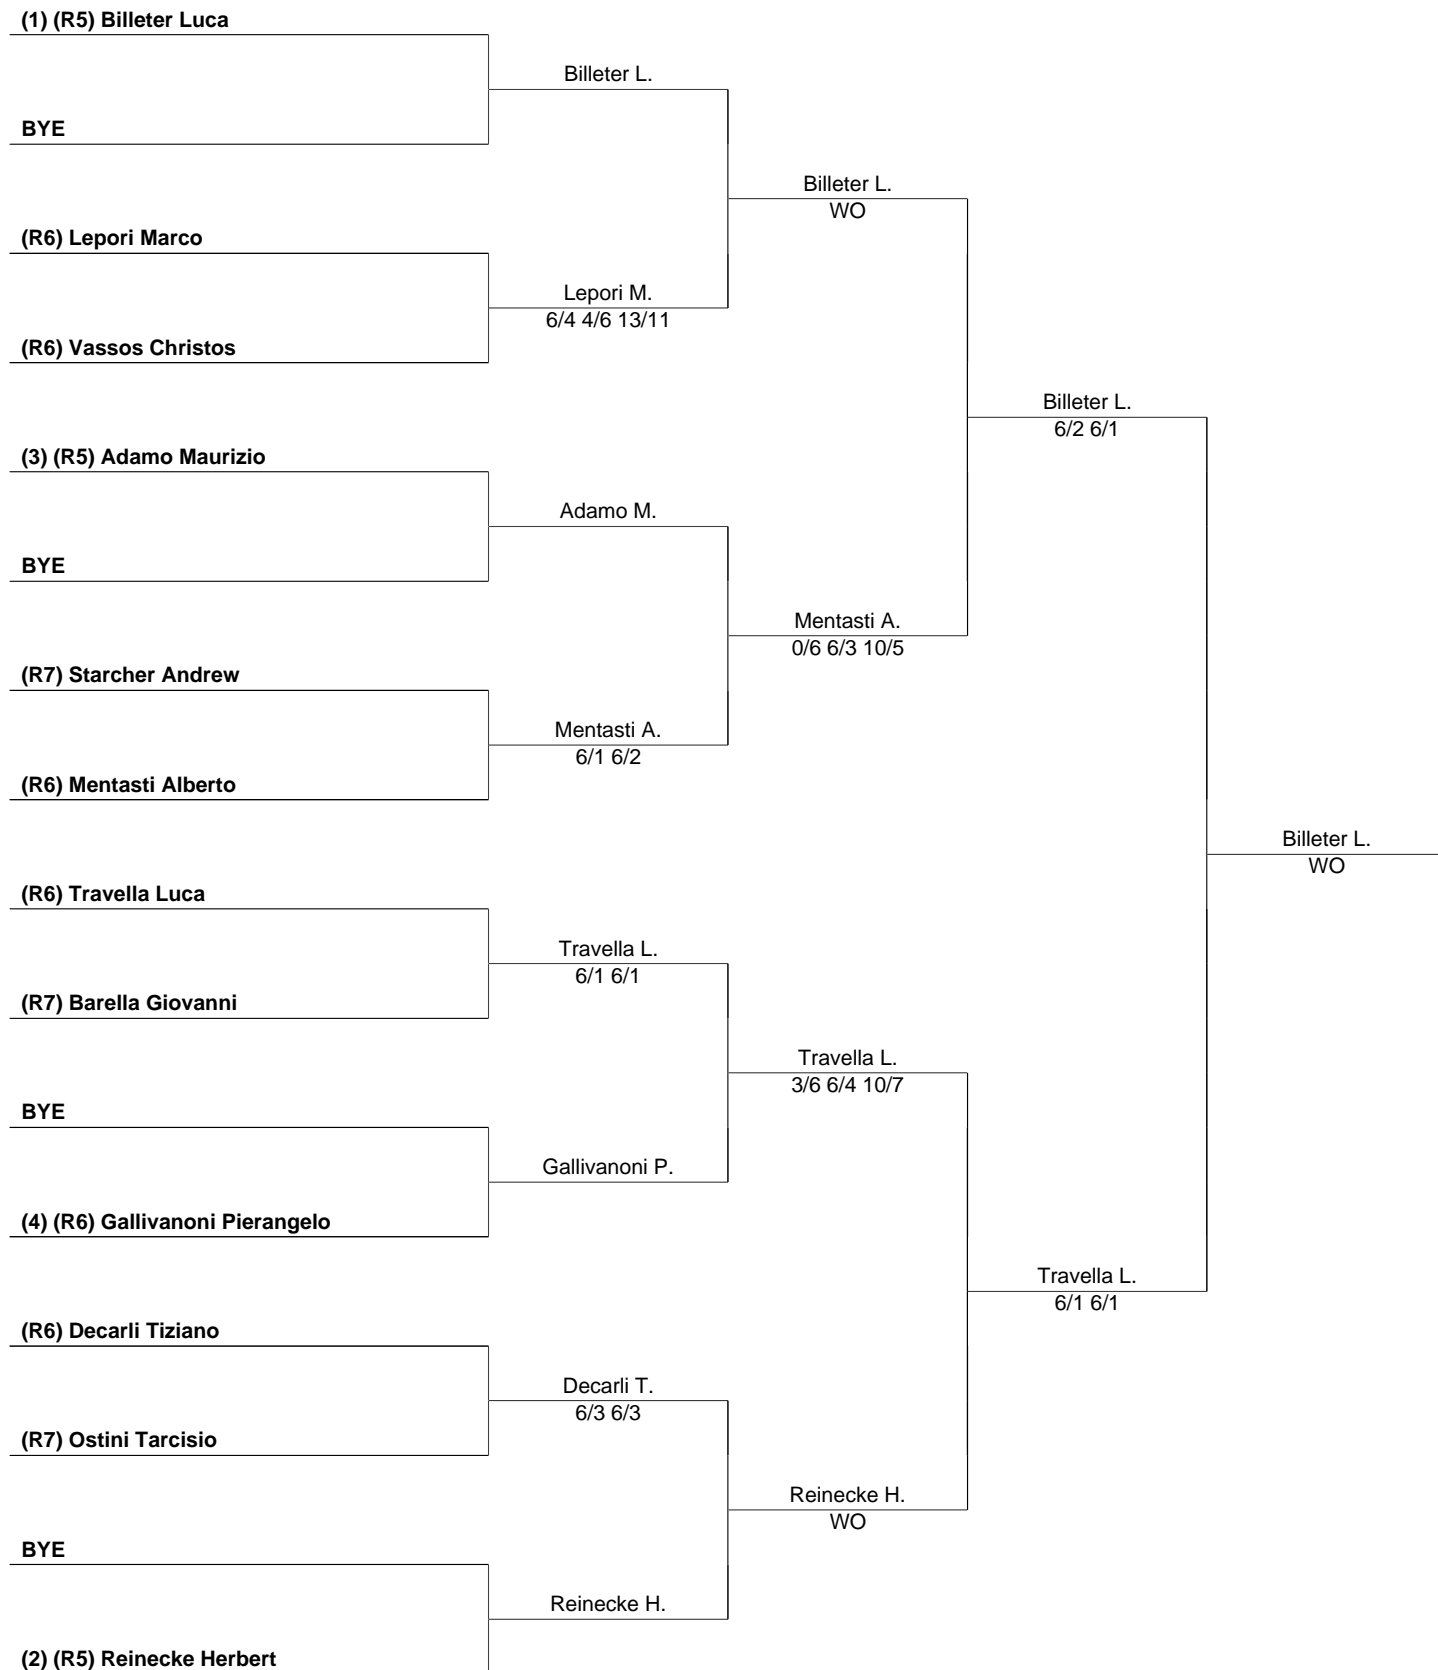 (1) (R5) Billeter Luca
Billeter L.
BYE
Billeter L.
WO
(R6) Lepori Marco
Lepori M.
6/4 4/6 13/11
(R6) Vassos Christos
Billeter L.
6/2 6/1
(3) (R5) Adamo Maurizio
Adamo M.
BYE
Mentasti A.
0/6 6/3 10/5
(R7) Starcher Andrew
Mentasti A.
6/1 6/2
(R6) Mentasti Alberto
Billeter L.
WO
(R6) Travella Luca
Travella L.
6/1 6/1
(R7) Barella Giovanni
Travella L.
3/6 6/4 10/7
BYE
Gallivanoni P.
(4) (R6) Gallivanoni Pierangelo
Travella L.
6/1 6/1
(R6) Decarli Tiziano
Decarli T.
6/3 6/3
(R7) Ostini Tarcisio
Reinecke H.
WO
BYE
Reinecke H.
(2) (R5) Reinecke Herbert